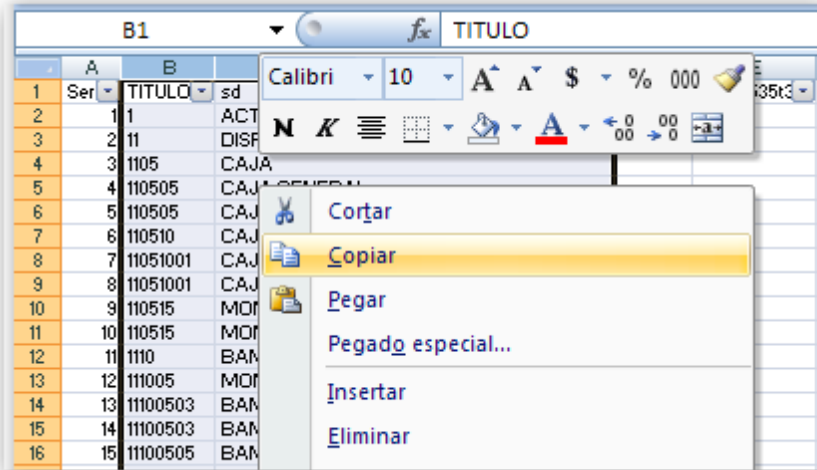 B1 fx TITULO
A B E
1 Ser TITULO sd 535t3
Calibri 10 A A $ % 000
N K A
2 1 1 ACT
3 2 11 DISP
4 3 1105 CAJA
5 4 110505 CAJA GENERAL
6 5 110505 CAJ
7 6 110510 CAJ
8 7 11051001 CAJ
9 8 11051001 CAJ
10 9 110515 MON
11 10 110515 MON
12 11 1110 BAN
13 12 111005 MON
14 13 11100503 BAN
15 14 11100503 BAN
16 15 11100505 BAN
Cortar
Copiar
Pegar
Pegado especial...
Insertar
Eliminar